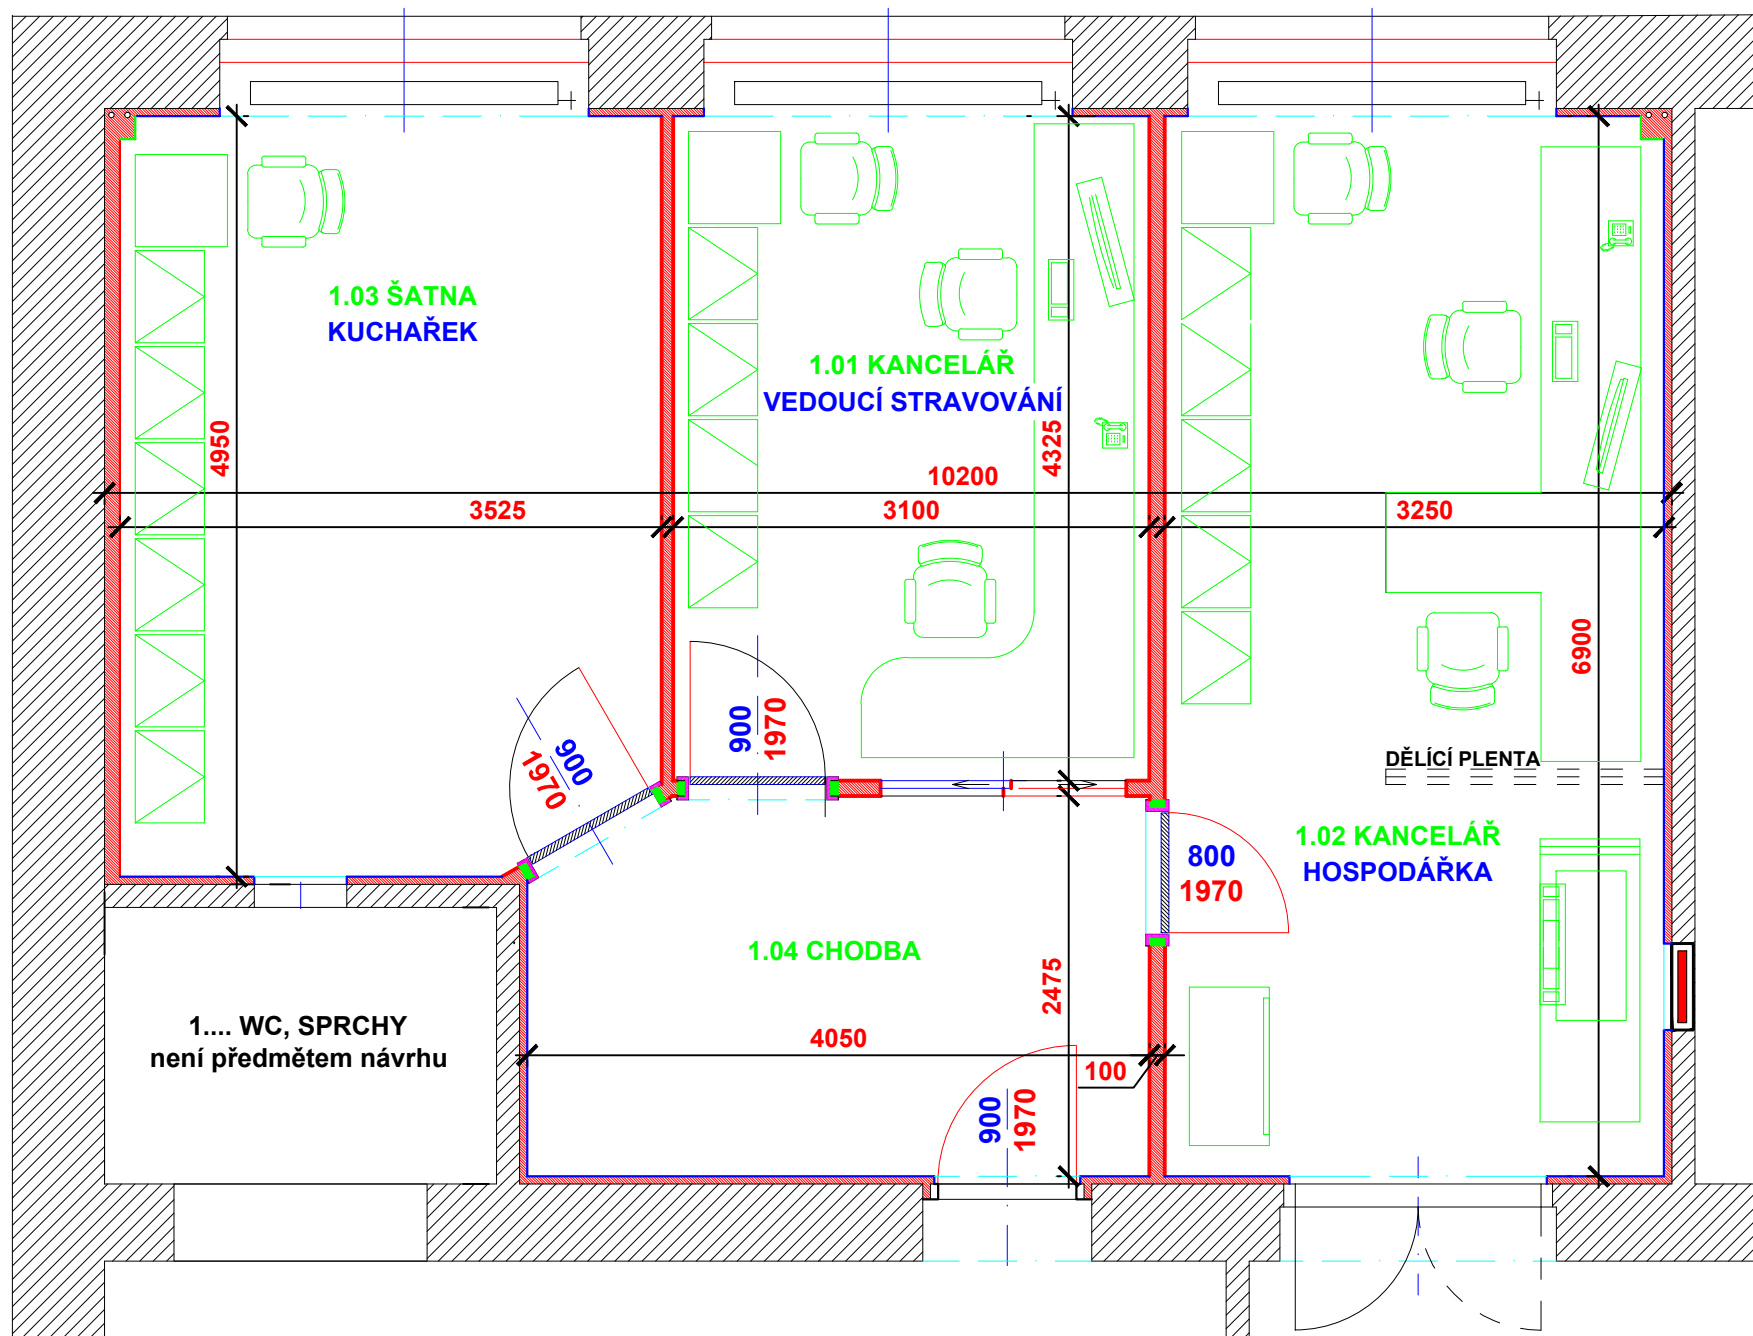 1.03 ŠATNA
KUCHAŘEK
1.01 KANCELÁŘ
VEDOUCÍ STRAVOVÁNÍ
4950
4325
10200
3525
3100
3250
6900
900
1970
900
1970
DĚLÍCÍ PLENTA
1.02 KANCELÁŘ
HOSPODÁŘKA
800
1970
1.04 CHODBA
2475
1.... WC, SPRCHY
není předmětem návrhu
4050
100
900
1970